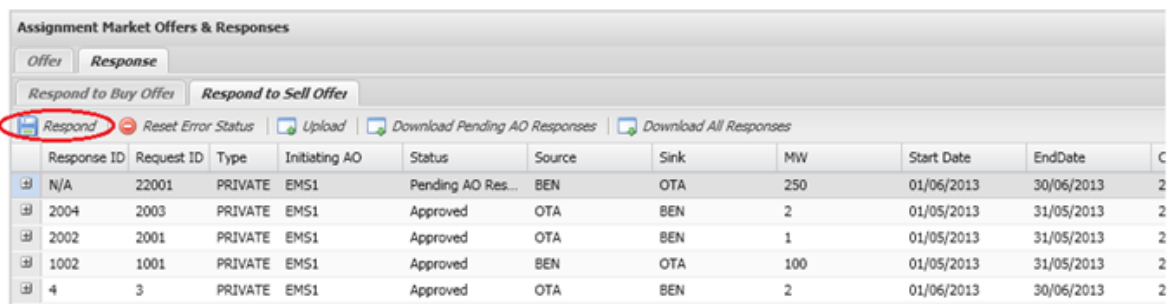 Assignment Market Offers & Responses
Offer Response
Respond to Buy Offer Respond to Sell Offer
Respond Reset Error Status Upload Download Pending AO Responses Download All Responses
Response ID Request ID Type Initiating AO Status Source Sink MW Start Date EndDate C
N/A 22001 PRIVATE EMS1 Pending AO Res... BEN OTA 250 01/06/2013 30/06/2013 2
2004 2003 PRIVATE EMS1 Approved OTA BEN 2 01/05/2013 31/05/2013 2
2002 2001 PRIVATE EMS1 Approved OTA BEN 1 01/05/2013 31/05/2013 2
1002 1001 PRIVATE EMS1 Approved BEN OTA 100 01/05/2013 31/05/2013 2
4 3 PRIVATE EMS1 Approved OTA BEN 2 01/06/2013 30/06/2013 2